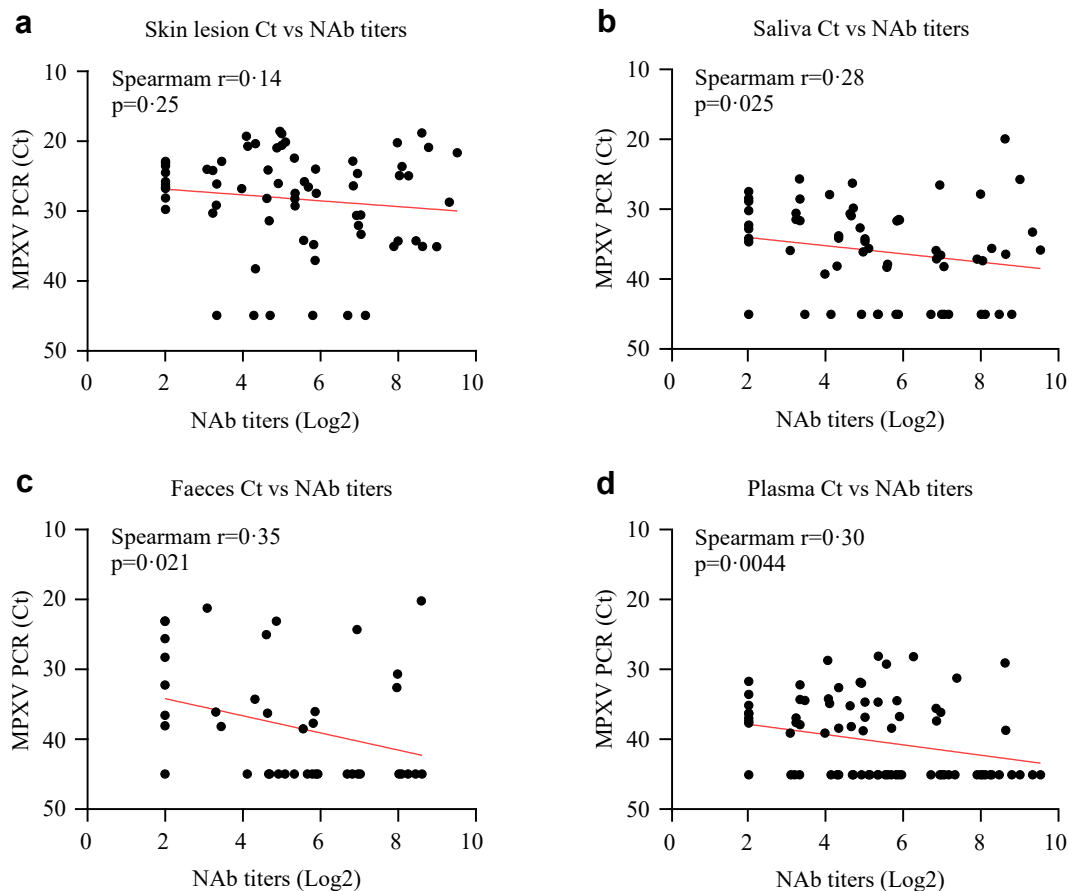 a
Skin lesion Ct vs NAb titers
Spearmam r=0·14
p=0·25
MPXV PCR (Ct)
10
20
30
40
50
0 2 4 6 8 10
NAb titers (Log2)
b
Saliva Ct vs NAb titers
Spearmam r=0·28
p=0·025
MPXV PCR (Ct)
10
20
30
40
50
0 2 4 6 8 10
NAb titers (Log2)
c
Faeces Ct vs NAb titers
Spearmam r=0·35
p=0·021
MPXV PCR (Ct)
10
20
30
40
50
0 2 4 6 8 10
NAb titers (Log2)
d
Plasma Ct vs NAb titers
Spearmam r=0·30
p=0·0044
MPXV PCR (Ct)
10
20
30
40
50
0 2 4 6 8 10
NAb titers (Log2)